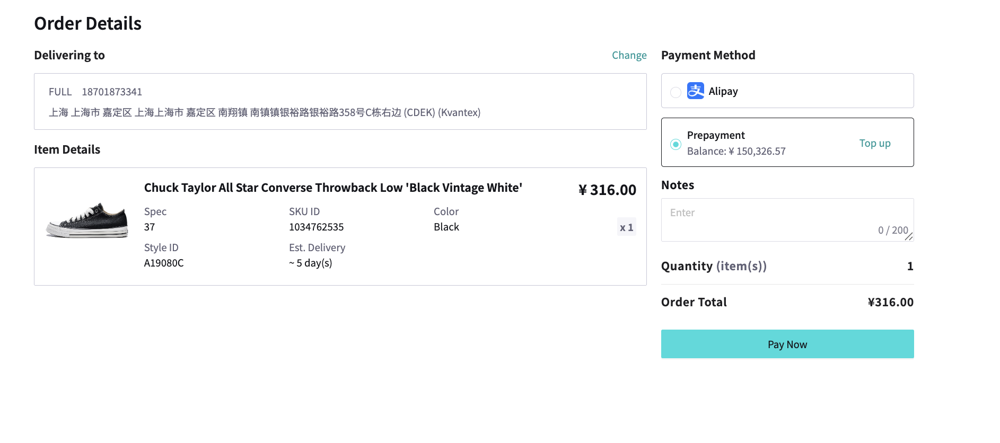 Order Details
Delivering to
Change
FULL 18701873341
上海 上海市 嘉定区 上海上海市 嘉定区 南翔镇 南镇镇银裕路银裕路358号C栋右边 (CDEK) (Kvantex)
Item Details
Chuck Taylor All Star Converse Throwback Low 'Black Vintage White'
¥ 316.00
Spec
SKU ID
Color
37
1034762535
Black
x 1
Style ID
Est. Delivery
A19080C
~ 5 day(s)
Payment Method
支 Alipay
Prepayment
Balance: ¥ 150,326.57
Top up
Notes
Enter
0 / 200
Quantity (item(s))
1
Order Total
¥316.00
Pay Now